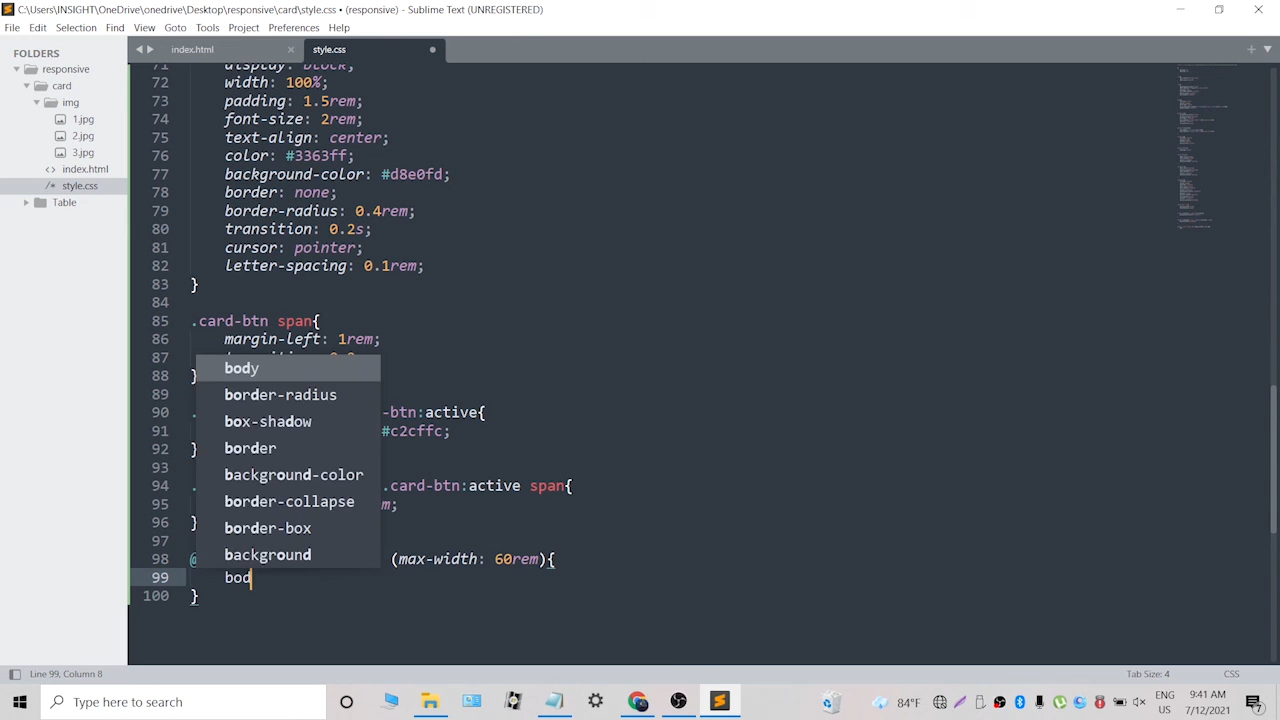 C:\Users\INSIGHT\OneDrive\onedrive\Desktop\responsive\card\style.css • (responsive) - Sublime Text (UNREGISTERED)
File Edit Selection Find View Goto Tools Project Preferences Help
FOLDERS
responsive
card
img
1.jpg
2.jpg
3.jpg
index.html
style.css
Table
index.html
style.css
71 display: block;
72 width: 100%;
73 padding: 1.5rem;
74 font-size: 2rem;
75 text-align: center;
76 color: #3363ff;
77 background-color: #d8e0fd;
78 border: none;
79 border-radius: 0.4rem;
80 transition: 0.2s;
81 cursor: pointer;
82 letter-spacing: 0.1rem;
83 }
84
85 .card-btn span{
86 margin-left: 1rem;
87
88 }
89
90 . -btn:active{
91 #c2cffc;
92 }
93
94 . .card-btn:active span{
95 m;
96 }
97
98 @ (max-width: 60rem){
99 bod
100 }
body
border-radius
box-shadow
border
background-color
border-collapse
border-box
background
Line 99, Column 8
Tab Size: 4
CSS
Type here to search
84°F
ENG
US
9:41 AM
7/12/2021
7